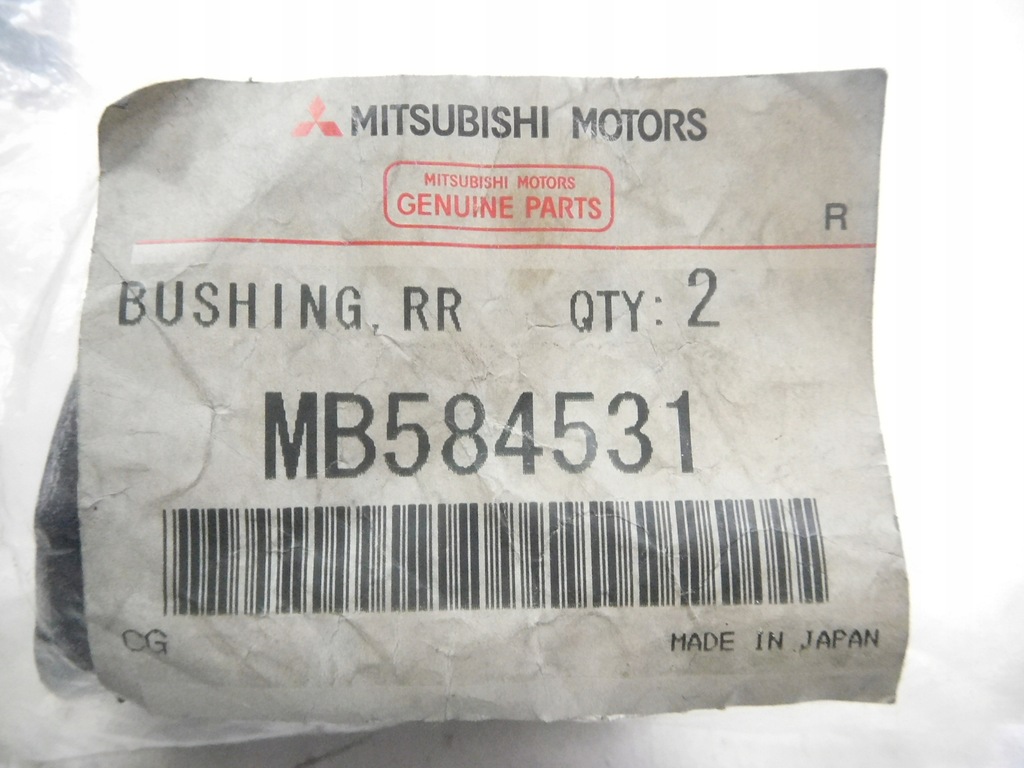 MITSUBISHI MOTORS
MITSUBISHI MOTORS
GENUINE PARTS
R
BUSHING, RR QTY: 2
MB584531
CG MADE IN JAPAN